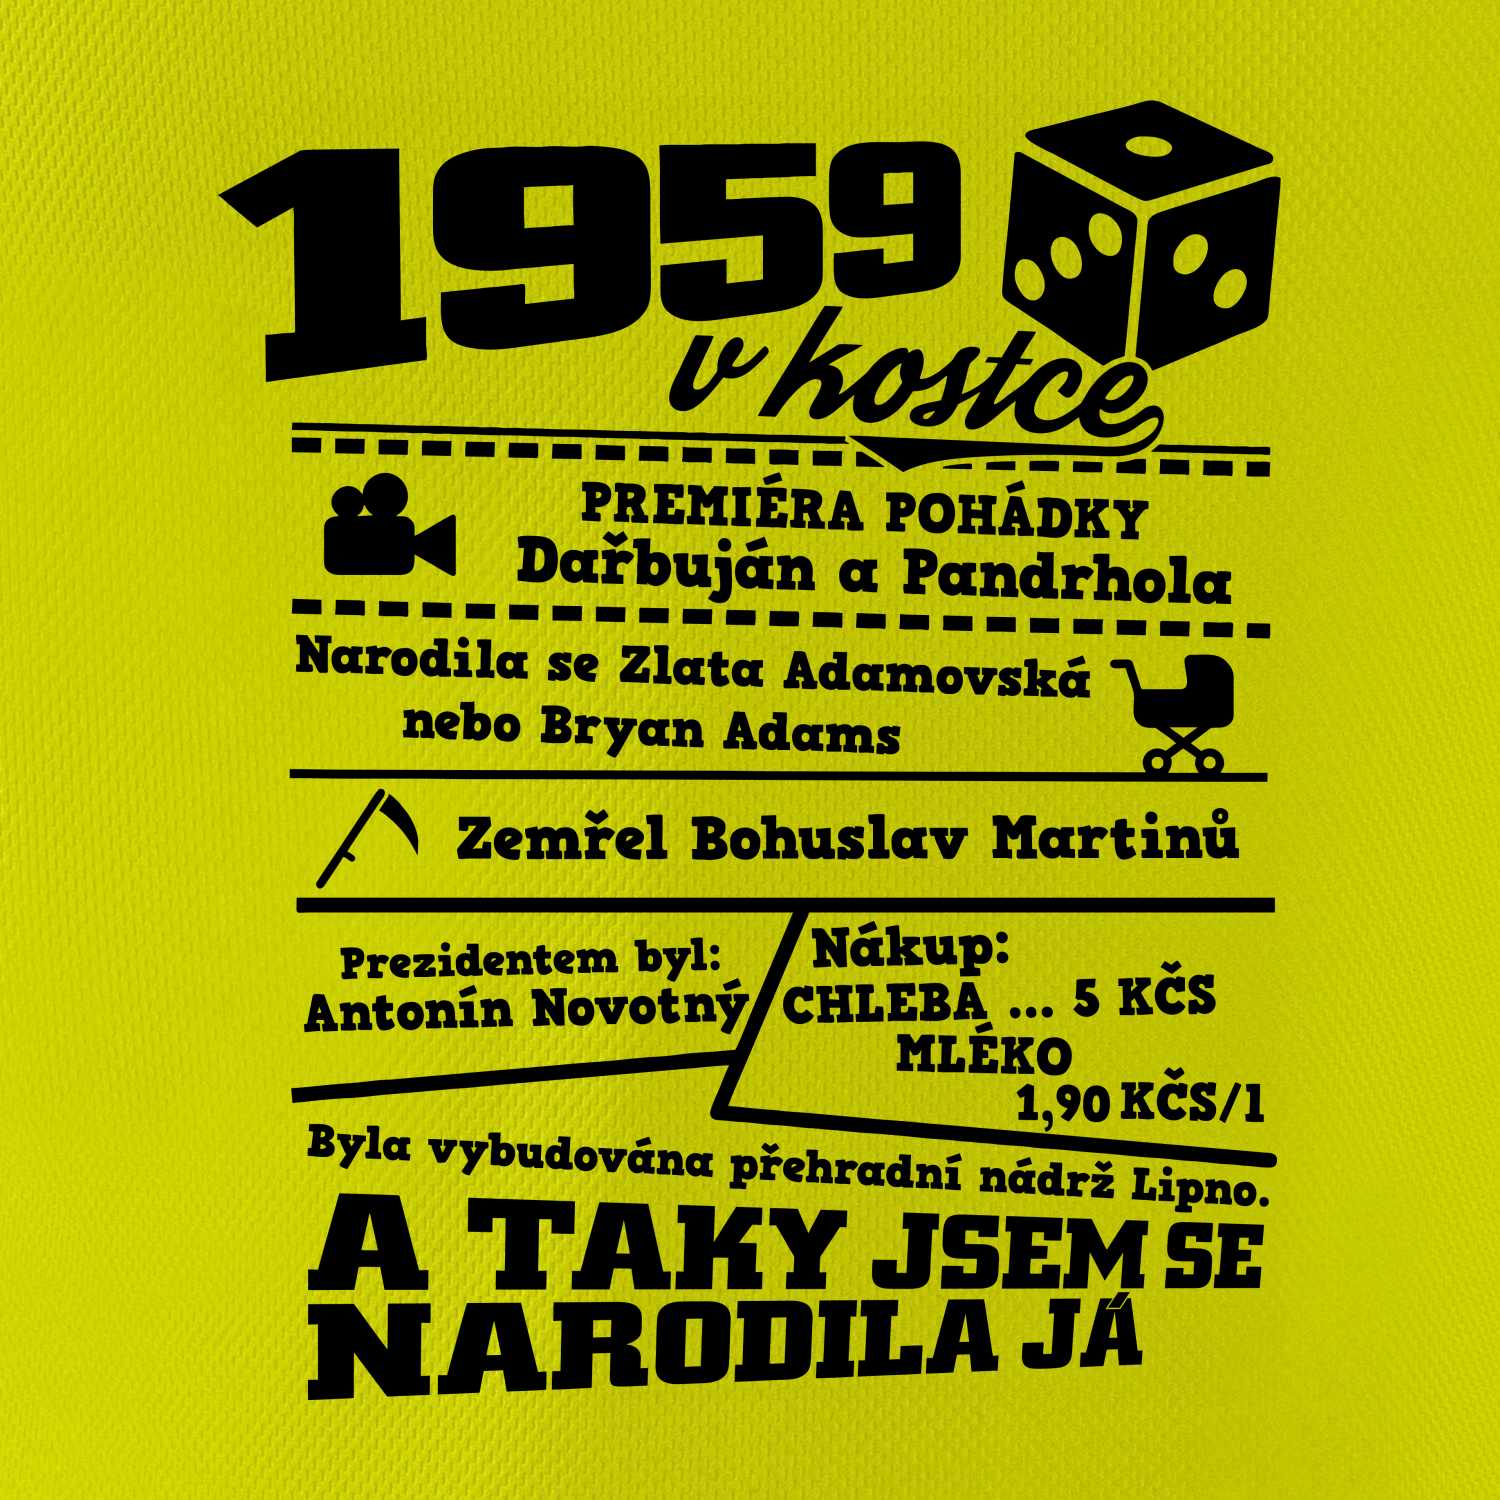 1959
v kostce
PREMIÉRA POHÁDKY
Dařbuján a Pandrhola
Narodila se Zlata Adamovská
nebo Bryan Adams
Zemřel Bohuslav Martinů
Prezidentem byl:
Antonín Novotný
Nákup:
CHLEBA ... 5 KČS
MLÉKO
1,90 KČS/l
Byla vybudována přehradní nádrž Lipno.
A TAKY JSEM SE
NARODILA JÁ